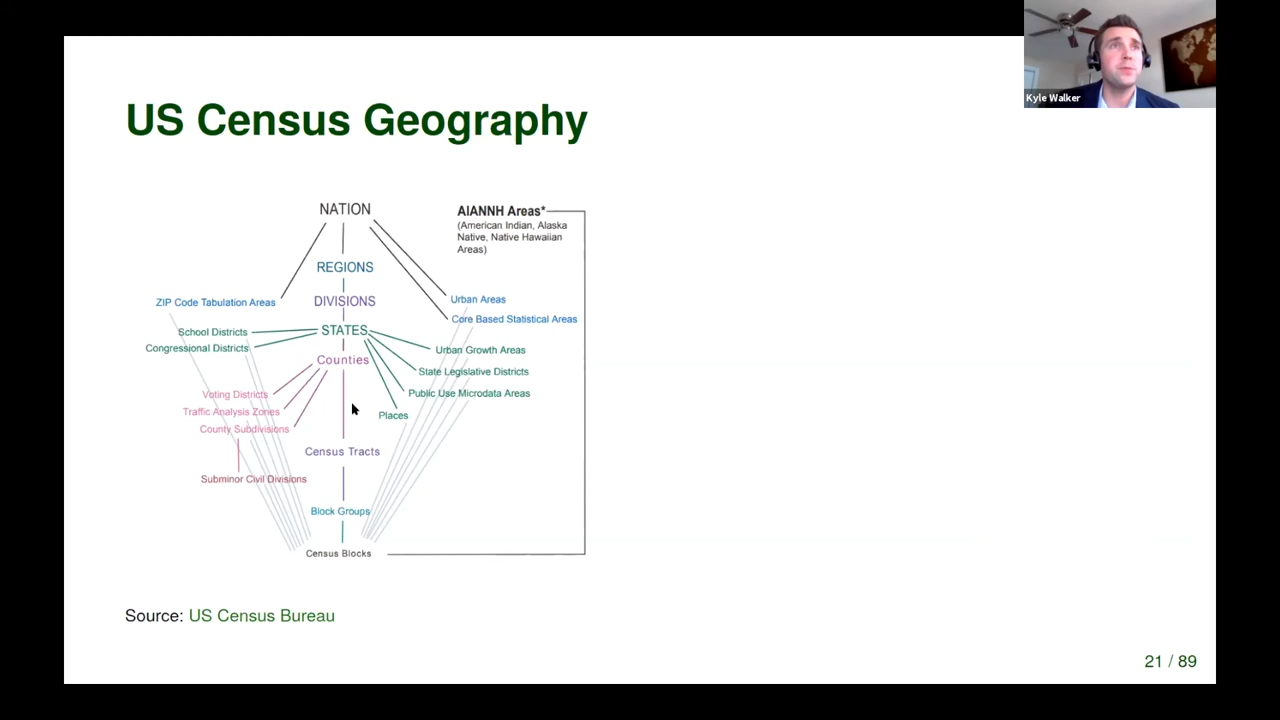 Kyle Walker
US Census Geography
NATION
AIANNH Areas*
(American Indian, Alaska
Native, Native Hawaiian
Areas)
REGIONS
ZIP Code Tabulation Areas
DIVISIONS
Urban Areas
Core Based Statistical Areas
School Districts
STATES
Congressional Districts
Urban Growth Areas
Counties
State Legislative Districts
Voting Districts
Public Use Microdata Areas
Traffic Analysis Zones
Places
County Subdivisions
Census Tracts
Subminor Civil Divisions
Block Groups
Census Blocks
Source: US Census Bureau
21 / 89